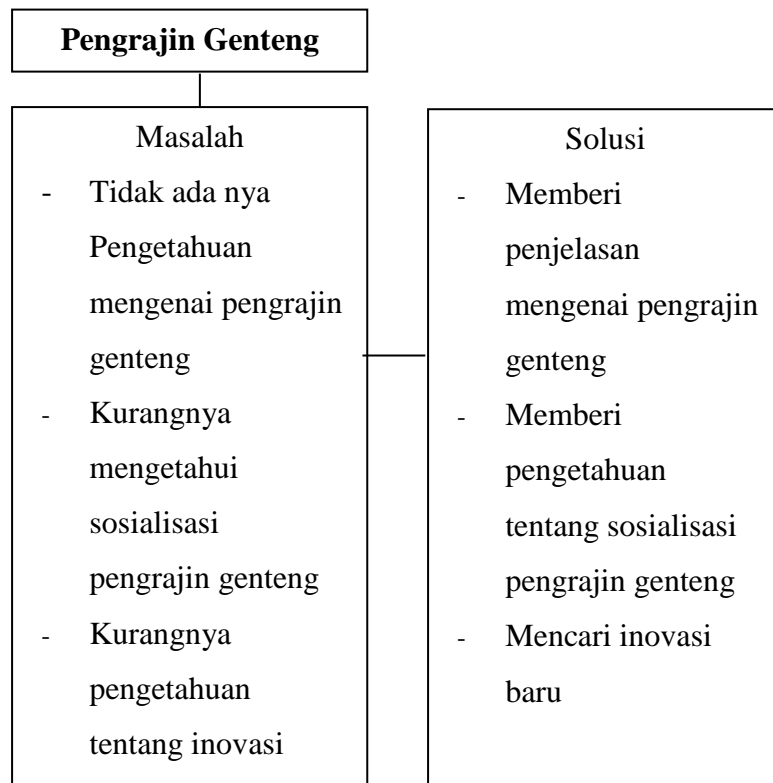 Pengrajin Genteng
Masalah
- Tidak ada nya
Pengetahuan
mengenai pengrajin
genteng
- Kurangnya
mengetahui
sosialisasi
pengrajin genteng
- Kurangnya
pengetahuan
tentang inovasi
Solusi
- Memberi
penjelasan
mengenai pengrajin
genteng
- Memberi
pengetahuan
tentang sosialisasi
pengrajin genteng
- Mencari inovasi
baru